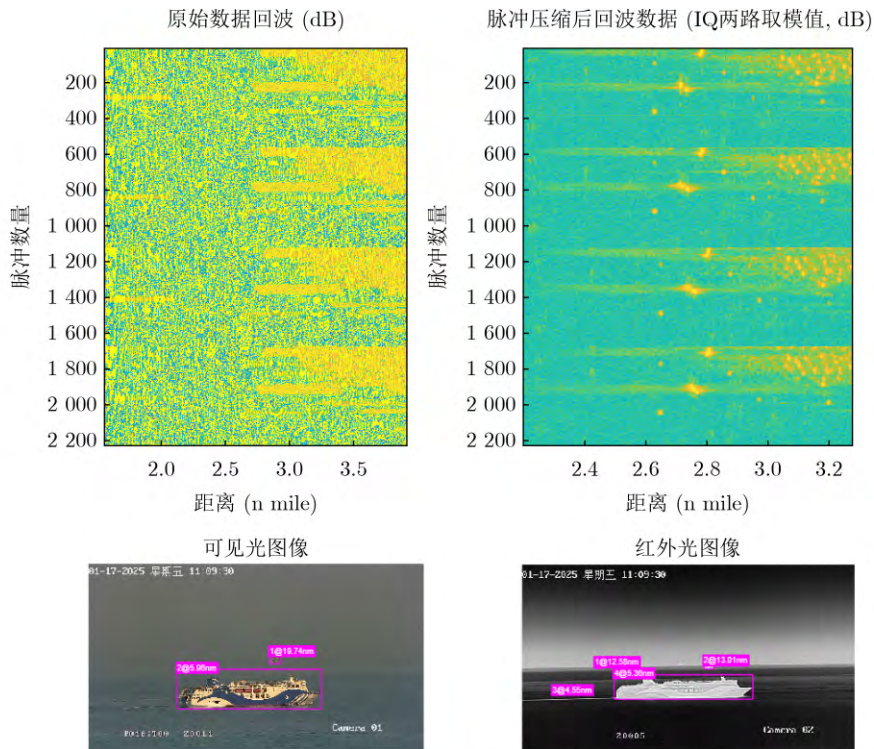 原始数据回波 (dB)
脉冲压缩后回波数据 (IQ两路取模值, dB)
脉冲数量
200
400
600
800
1 000
1 200
1 400
1 600
1 800
2 000
2 200
2.0
2.5
3.0
3.5
距离 (n mile)
脉冲数量
200
400
600
800
1 000
1 200
1 400
1 600
1 800
2 000
2 200
2.4
2.6
2.8
3.0
3.2
距离 (n mile)
可见光图像
01-17-2025 星期五 11:09:30
1@19.74nm
Camera 01
红外光图像
01-17-2025 星期五 11:09:30
1@12.58nm
2@13.01nm
4@5.36nm
3@4.55nm
Z0005
Camera 02